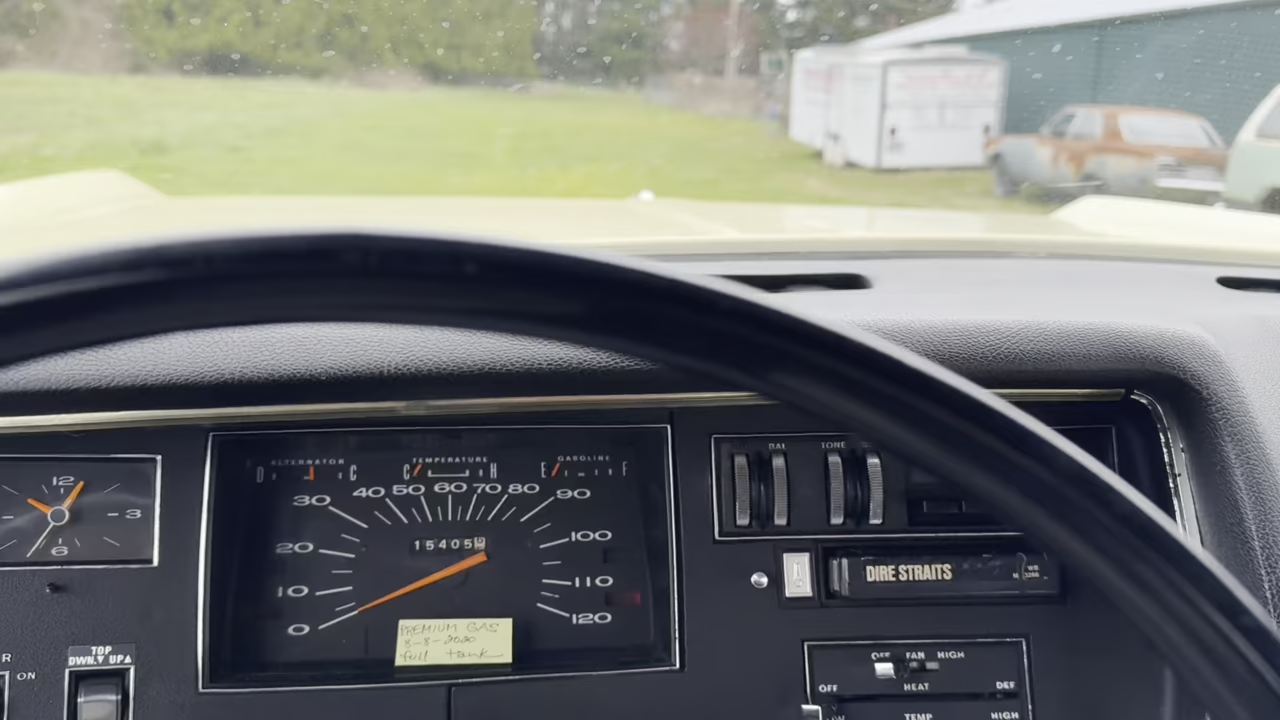 ALTERNATOR
D C
TEMPERATURE
C H
GASOLINE
E F
0 10 20 30 40 50 60 70 80 90 100 110 120
15405
PREMIUM GAS
8-8-2020
full tank
12
3
6
BAL
TONE
DIRE STRAITS
TOP
DWN.▼ UP▲
R
ON
OFF FAN HIGH
OFF HEAT DEF
TEMP HIGH